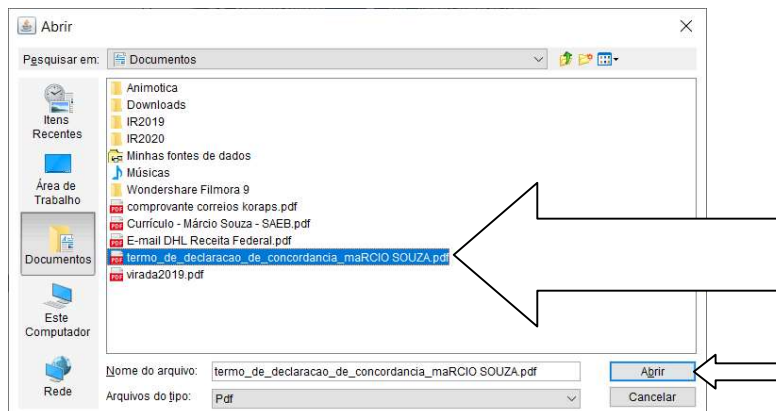 Abrir
Pesquisar em:
Documentos
Itens
Recentes
Área de
Trabalho
Documentos
Este
Computador
Rede
Animotica
Downloads
IR2019
IR2020
Minhas fontes de dados
Músicas
Wondershare Filmora 9
comprovante correios koraps.pdf
Currículo - Márcio Souza - SAEB.pdf
E-mail DHL Receita Federal.pdf
termo_de_declaracao_de_concordancia_maRCIO SOUZA.pdf
virada2019.pdf
Nome do arquivo:
termo_de_declaracao_de_concordancia_maRCIO SOUZA.pdf
Abrir
Arquivos do tipo:
Pdf
Cancelar